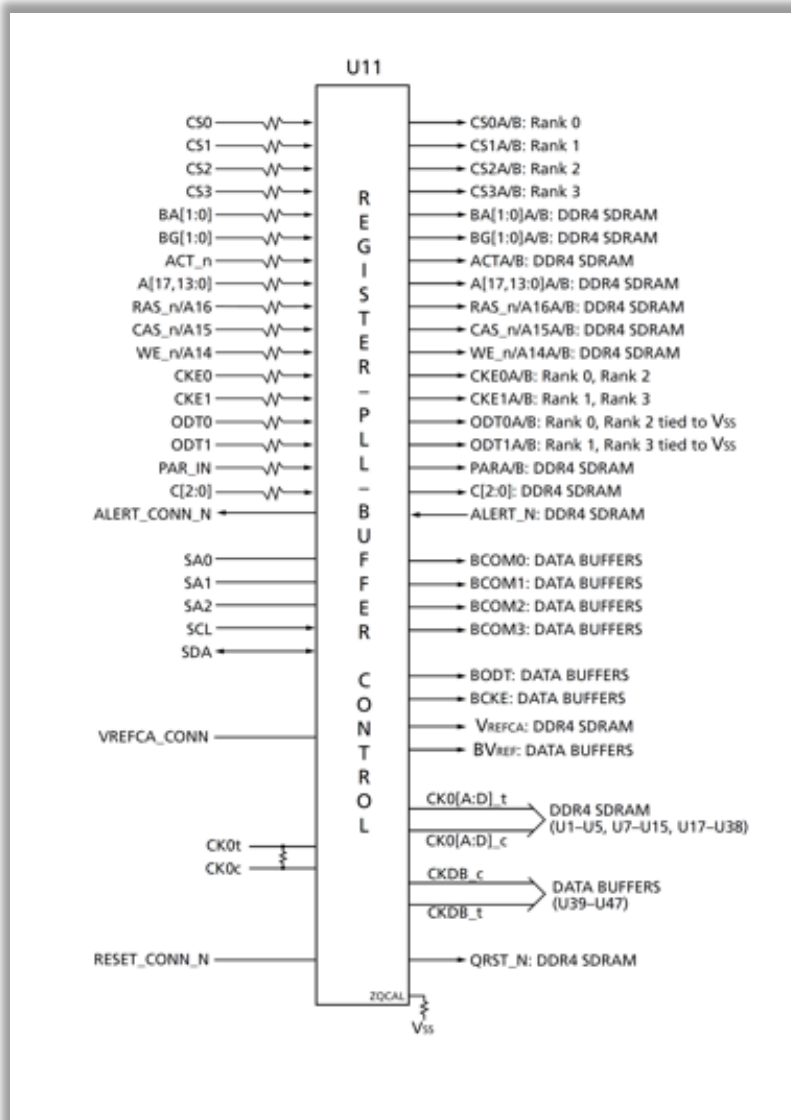 U11
CS0
CS1
CS2
CS3
BA[1:0]
BG[1:0]
ACT_n
A[17,13:0]
RAS_n/A16
CAS_n/A15
WE_n/A14
CKE0
CKE1
ODT0
ODT1
PAR_IN
C[2:0]
ALERT_CONN_N
SA0
SA1
SA2
SCL
SDA
VREFCA_CONN
CK0t
CK0c
RESET_CONN_N
REGISTER–PLL–BUFFER CONTROL
CS0A/B: Rank 0
CS1A/B: Rank 1
CS2A/B: Rank 2
CS3A/B: Rank 3
BA[1:0]A/B: DDR4 SDRAM
BG[1:0]A/B: DDR4 SDRAM
ACTA/B: DDR4 SDRAM
A[17,13:0]A/B: DDR4 SDRAM
RAS_n/A16A/B: DDR4 SDRAM
CAS_n/A15A/B: DDR4 SDRAM
WE_n/A14A/B: DDR4 SDRAM
CKE0A/B: Rank 0, Rank 2
CKE1A/B: Rank 1, Rank 3
ODT0A/B: Rank 0, Rank 2 tied to VSS
ODT1A/B: Rank 1, Rank 3 tied to VSS
PARA/B: DDR4 SDRAM
C[2:0]: DDR4 SDRAM
ALERT_N: DDR4 SDRAM
BCOM0: DATA BUFFERS
BCOM1: DATA BUFFERS
BCOM2: DATA BUFFERS
BCOM3: DATA BUFFERS
BODT: DATA BUFFERS
BCKE: DATA BUFFERS
VREFCA: DDR4 SDRAM
BVREF: DATA BUFFERS
CK0[A:D]_t
CK0[A:D]_c
DDR4 SDRAM
(U1–U5, U7–U15, U17–U38)
CKDB_c
CKDB_t
DATA BUFFERS
(U39–U47)
QRST_N: DDR4 SDRAM
ZQCAL
VSS